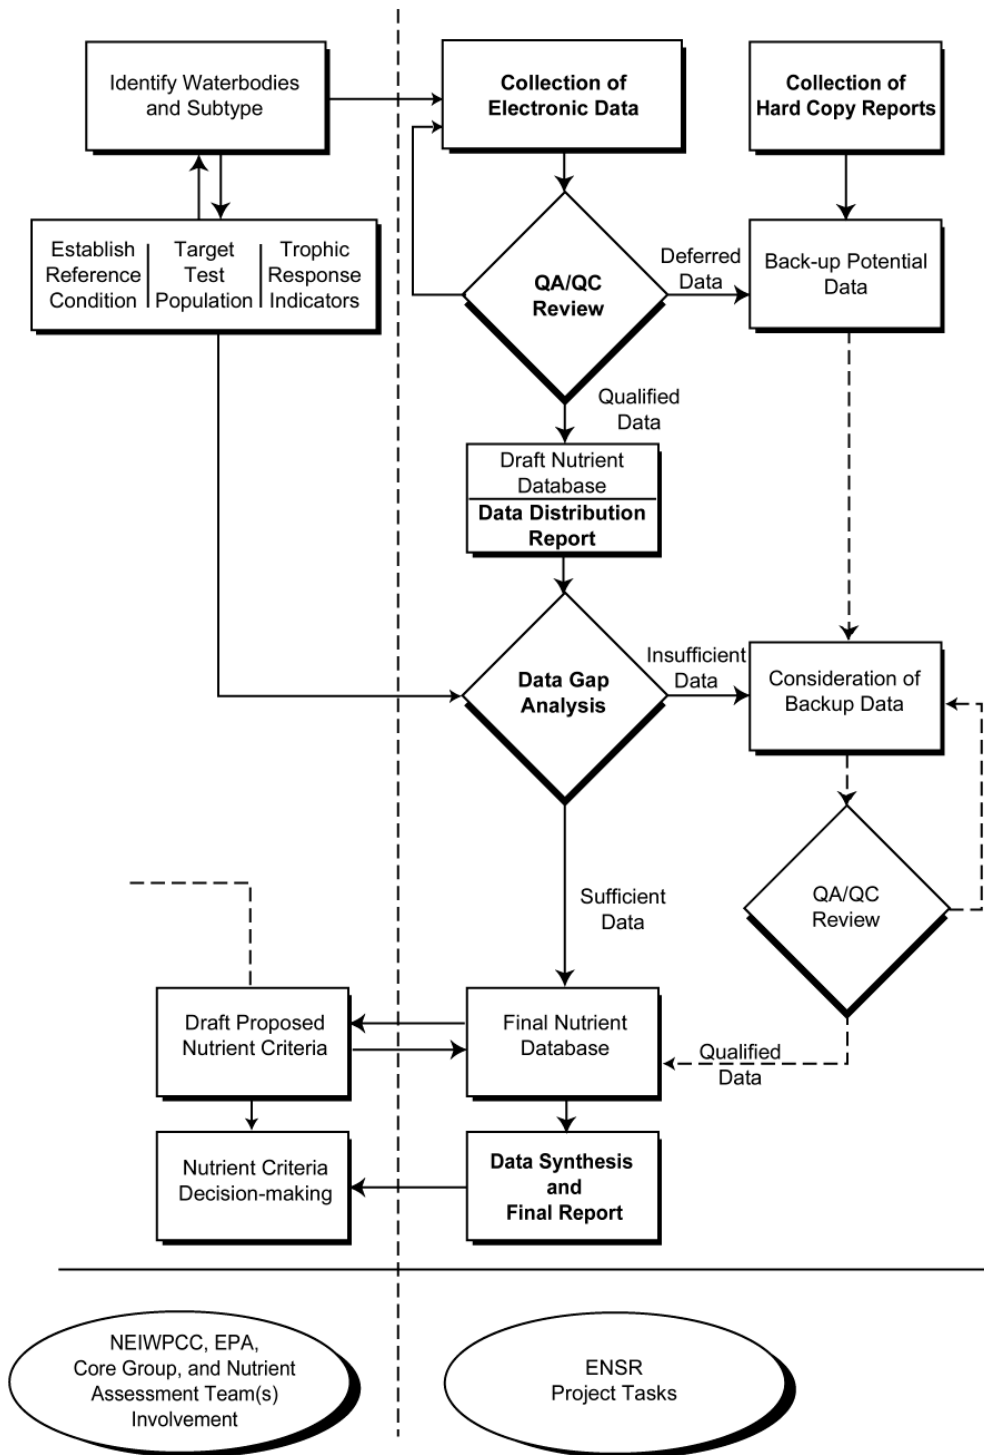 Identify Waterbodies
and Subtype
Collection of
Electronic Data
Collection of
Hard Copy Reports
Establish
Reference
Condition
Target
Test
Population
Trophic
Response
Indicators
QA/QC
Review
Deferred
Data
Back-up Potential
Data
Qualified
Data
Draft Nutrient
Database
Data Distribution
Report
Data Gap
Analysis
Insufficient
Data
Consideration of
Backup Data
Sufficient
Data
QA/QC
Review
Draft Proposed
Nutrient Criteria
Final Nutrient
Database
Qualified
Data
Nutrient Criteria
Decision-making
Data Synthesis
and
Final Report
NEIWPCC, EPA,
Core Group, and Nutrient
Assessment Team(s)
Involvement
ENSR
Project Tasks